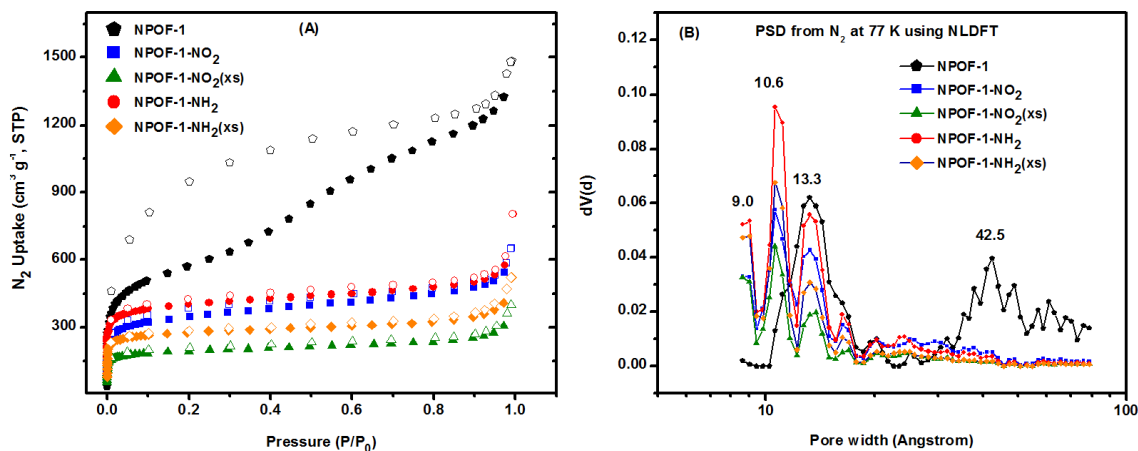 (A)
NPOF-1
NPOF-1-NO₂
NPOF-1-NO₂(xs)
NPOF-1-NH₂
NPOF-1-NH₂(xs)
N₂ Uptake (cm³ g⁻¹, STP)
1500
1200
900
600
300
0.0 0.2 0.4 0.6 0.8 1.0
Pressure (P/P₀)
(B) PSD from N₂ at 77 K using NLDFT
NPOF-1
NPOF-1-NO₂
NPOF-1-NO₂(xs)
NPOF-1-NH₂
NPOF-1-NH₂(xs)
10.6
13.3
9.0
42.5
dV(d)
0.12
0.10
0.08
0.06
0.04
0.02
0.00
10 100
Pore width (Angstrom)